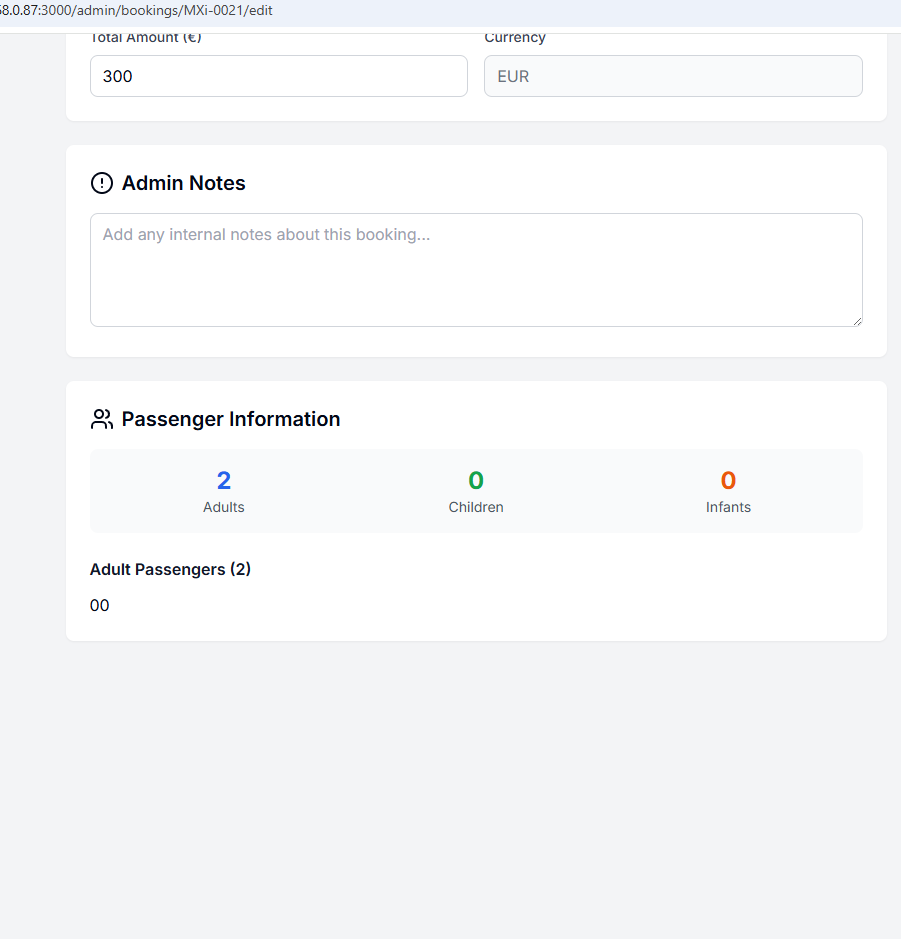 68.0.87:3000/admin/bookings/MXi-0021/edit
Total Amount (€) Currency
300 EUR
Admin Notes
Add any internal notes about this booking...
Passenger Information
2 0 0
Adults Children Infants
Adult Passengers (2)
00